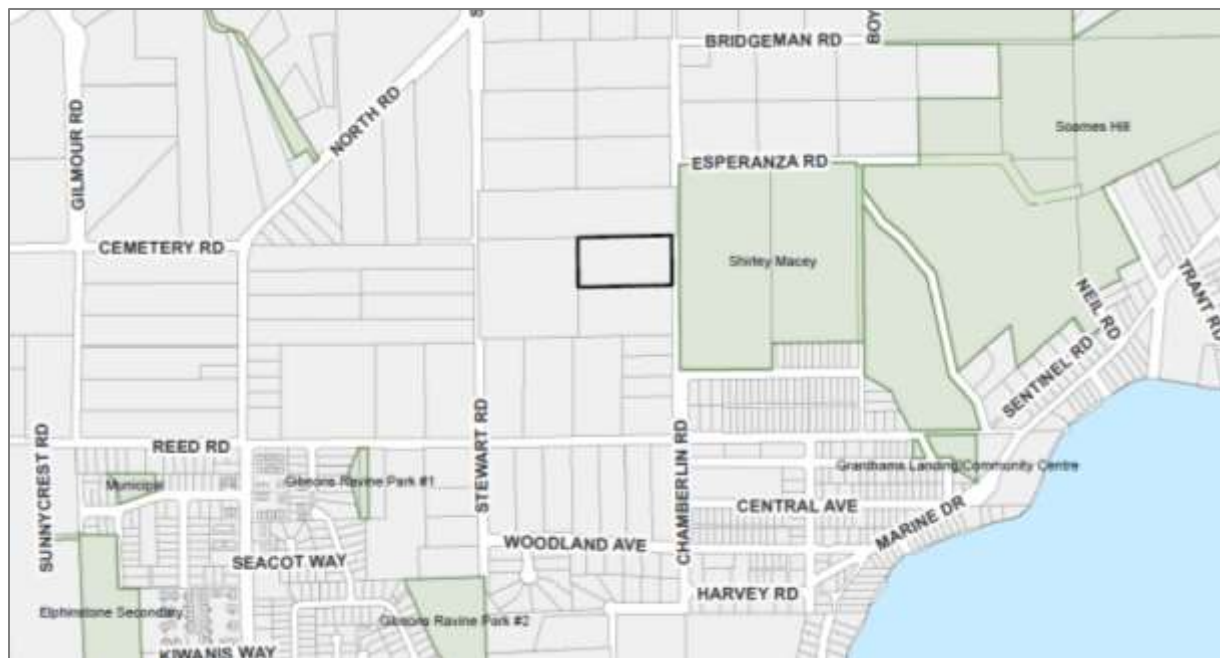 BRIDGEMAN RD
BOY
GILMOUR RD
NORTH RD
Soames Hill
ESPERANZA RD
CEMETERY RD
Shirley Macey
TRANT RD
NEIL RD
SENTINEL RD
SUNNYCREST RD
REED RD
STEWART RD
CHAMBERLIN RD
Granthams Landing/Community Centre
Municipal
Gibsons Ravine Park #1
CENTRAL AVE
MARINE DR
WOODLAND AVE
SEACOT WAY
HARVEY RD
Elphinstone Secondary
Gibsons Ravine Park #2
KIWANIS WAY